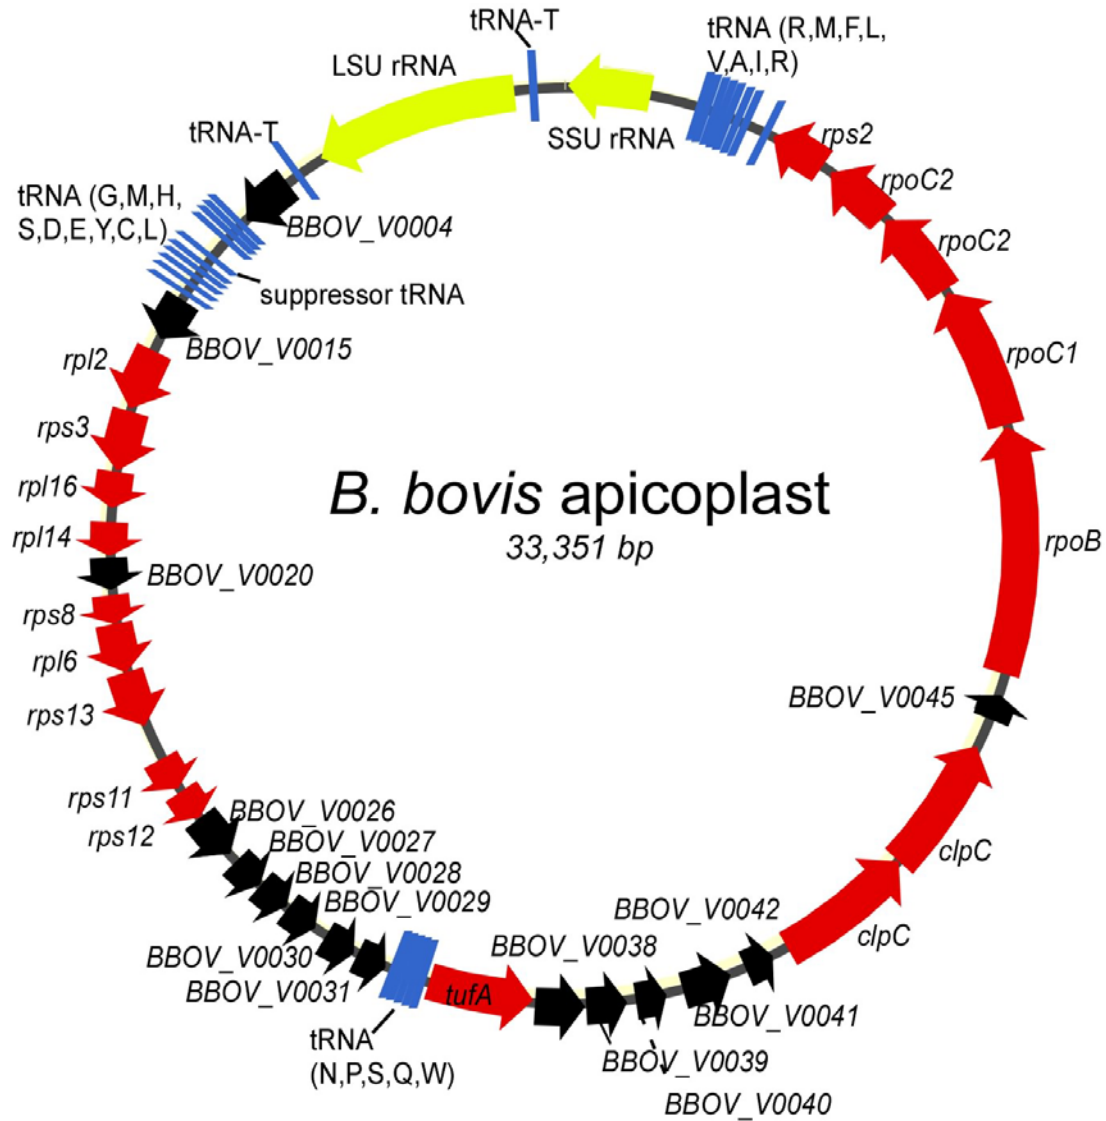 tRNA-T
tRNA (R,M,F,L,
V,A,I,R)
LSU rRNA
SSU rRNA
rps2
tRNA-T
rpoC2
tRNA (G,M,H,
S,D,E,Y,C,L)
BBOV_V0004
rpoC2
suppressor tRNA
BBOV_V0015
rpl2
rpoC1
rps3
rpl16
B. bovis apicoplast
33,351 bp
rpl14
rpoB
BBOV_V0020
rps8
rpl6
BBOV_V0045
rps13
rps11
BBOV_V0026
rps12
BBOV_V0027
clpC
BBOV_V0028
BBOV_V0029
BBOV_V0042
clpC
BBOV_V0030
BBOV_V0038
BBOV_V0031
tufA
BBOV_V0041
tRNA
(N,P,S,Q,W)
BBOV_V0039
BBOV_V0040